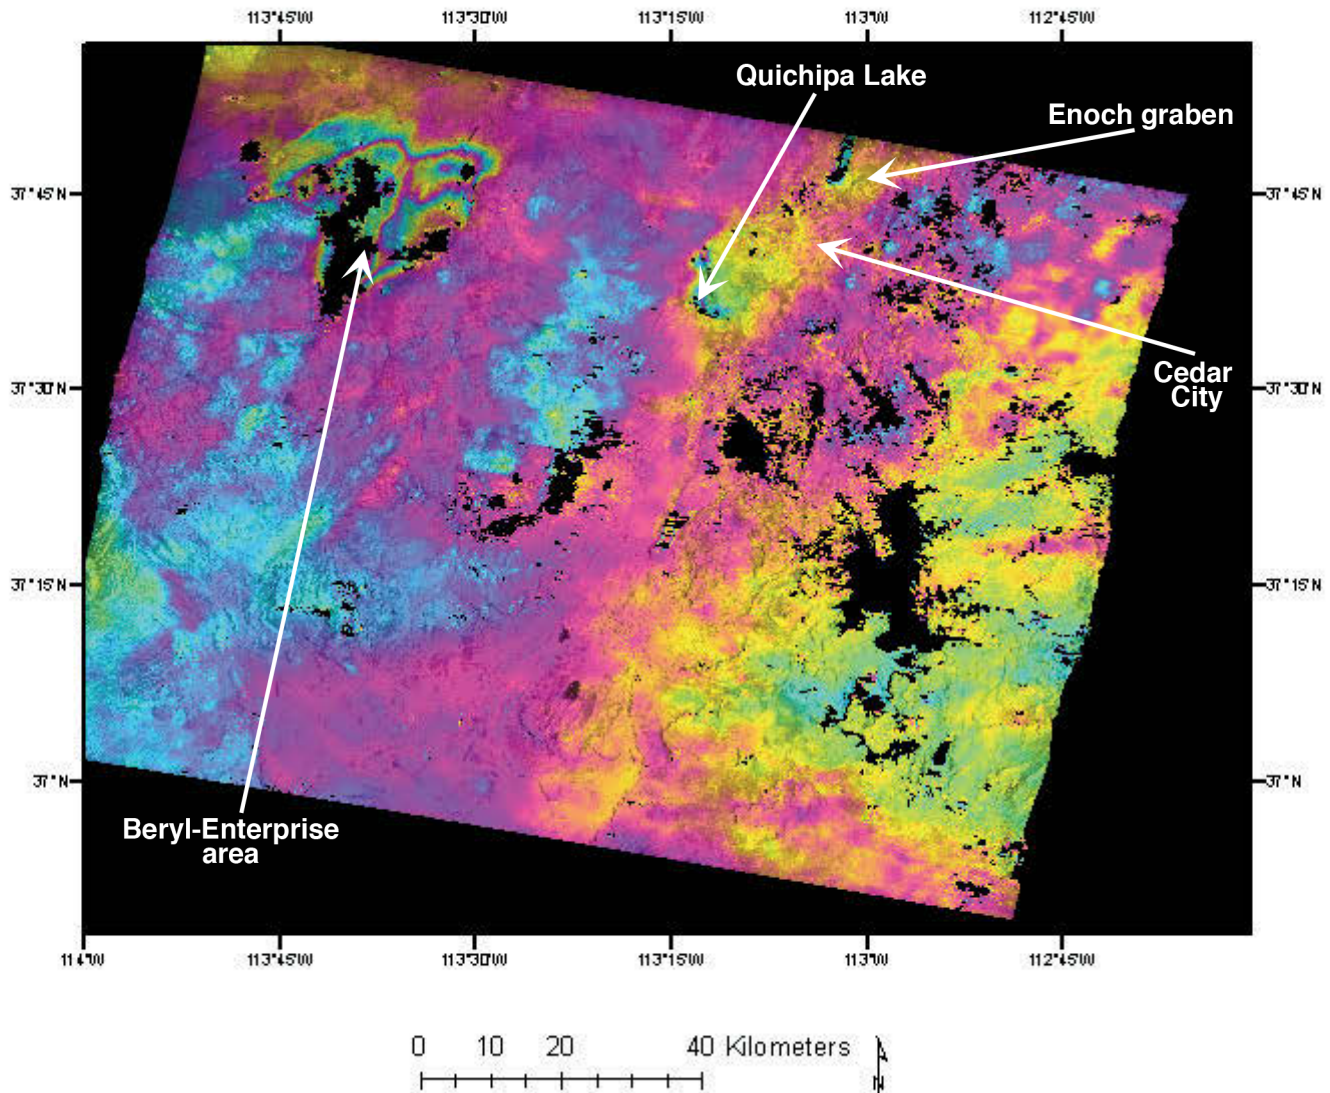 113°45'W 113°30'W 113°15'W 113°W 112°45'W
Quichipa Lake
Enoch graben
37°45'N 37°45'N
Cedar
City
37°30'N 37°30'N
37°15'N 37°15'N
37°N 37°N
Beryl-Enterprise
area
114°W 113°45'W 113°30'W 113°15'W 113°W 112°45'W
0 10 20 40 Kilometers
N